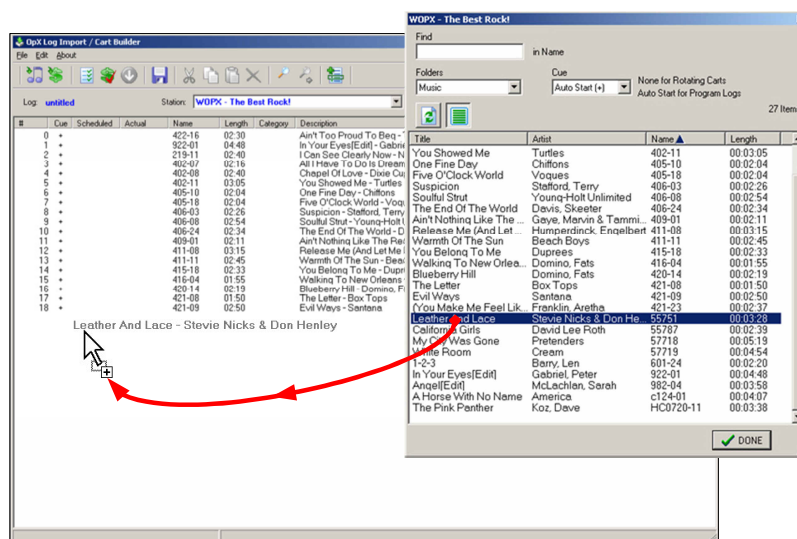 OpX Log Import / Cart Builder
File Edit About
Log: untitled Station: WOPX - The Best Rock!
# Cue Scheduled Actual Name Length Category Description
0 + 422-16 02:30 Ain't Too Proud To Beg -
1 + 922-01 04:48 In Your Eyes[Edit] - Gabrie
2 + 219-11 02:40 I Can See Clearly Now - N
3 + 402-07 02:16 All I Have To Do Is Dream
4 + 402-08 02:40 Chapel Of Love - Dixie Cu
5 + 402-11 03:05 You Showed Me - Turtles
6 + 405-10 02:04 One Fine Day - Chiffons
7 + 405-18 02:04 Five O'Clock World - Vogu
8 + 406-03 02:26 Suspicion - Stafford, Terry
9 + 406-08 02:54 Soulful Strut - Young-Holt
10 + 406-24 02:34 The End Of The World - D
11 + 409-01 02:11 Ain't Nothing Like The Rea
12 + 411-08 03:15 Release Me (And Let Me
13 + 411-11 02:45 Warmth Of The Sun - Bea
14 + 415-18 02:33 You Belong To Me - Dupr
15 + 416-04 01:55 Walking To New Orleans
16 - 420-14 02:19 Blueberry Hill - Domino, F
17 + 421-08 01:50 The Letter - Box Tops
18 + 421-09 02:50 Evil Ways - Santana
Leather And Lace - Stevie Nicks & Don Henley
WOPX - The Best Rock!
Find
in Name
Folders Cue
Music Auto Start [+] None for Rotating Carts
Auto Start for Program Logs
27 Item
Title Artist Name Length
You Showed Me Turtles 402-11 00:03:05
One Fine Day Chiffons 405-10 00:02:04
Five O'Clock World Vogues 405-18 00:02:04
Suspicion Stafford, Terry 406-03 00:02:26
Soulful Strut Young-Holt Unlimited 406-08 00:02:54
The End Of The World Davis, Skeeter 406-24 00:02:34
Ain't Nothing Like The ... Gaye, Marvin & Tammi... 409-01 00:02:11
Release Me (And Let ... Humperdinck, Engelbert 411-08 00:03:15
Warmth Of The Sun Beach Boys 411-11 00:02:45
You Belong To Me Duprees 415-18 00:02:33
Walking To New Orlea... Domino, Fats 416-04 00:01:55
Blueberry Hill Domino, Fats 420-14 00:02:19
The Letter Box Tops 421-08 00:01:50
Evil Ways Santana 421-09 00:02:50
(You Make Me Feel Lik... Franklin, Aretha 421-23 00:02:37
Leather And Lace Stevie Nicks & Don He... 55751 00:03:28
California Girls David Lee Roth 55787 00:02:39
My City Was Gone Pretenders 57718 00:05:19
White Room Cream 57719 00:04:54
1-2-3 Barry, Len 601-24 00:02:20
In Your Eyes[Edit] Gabriel, Peter 922-01 00:04:48
Angel[Edit] McLachlan, Sarah 982-04 00:03:58
A Horse With No Name America c124-01 00:04:07
The Pink Panther Koz, Dave HC0720-11 00:03:38
DONE